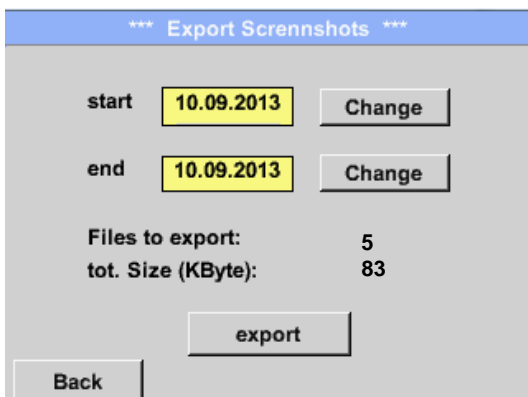 *** Export Scrennshots ***
start 10.09.2013 Change
end 10.09.2013 Change
Files to export: 5
tot. Size (KByte): 83
export
Back